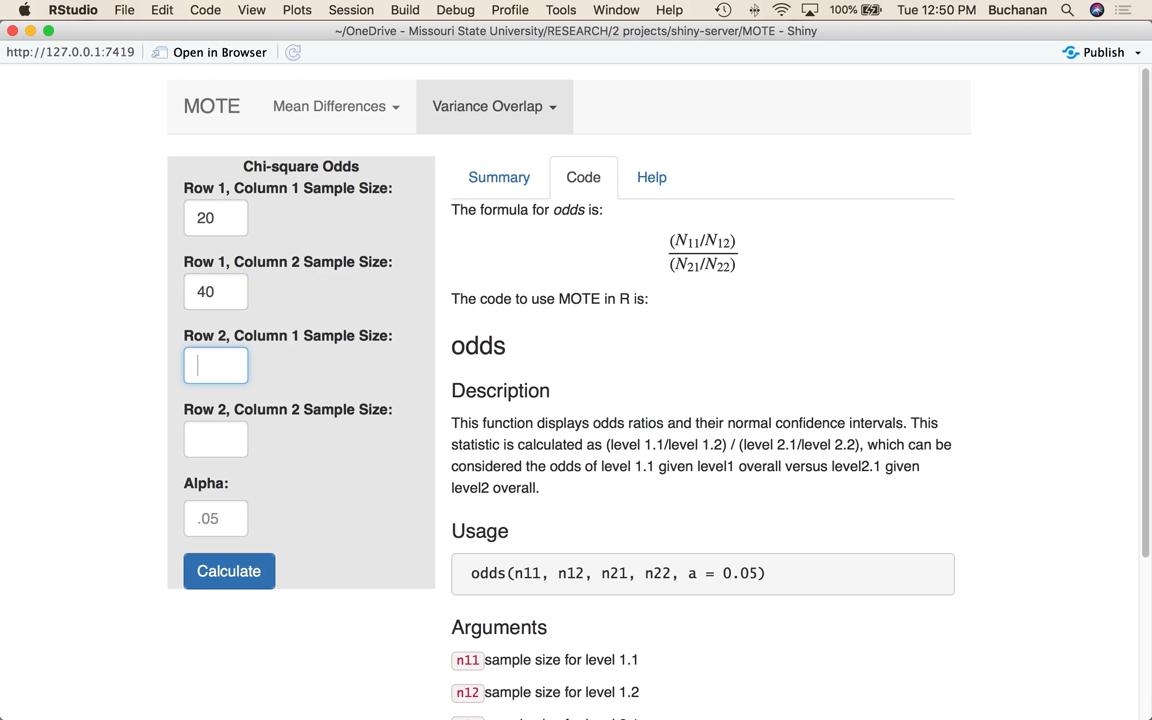 RStudio File Edit Code View Plots Session Build Debug Profile Tools Window Help 100% Tue 12:50 PM Buchanan
~/OneDrive - Missouri State University/RESEARCH/2 projects/shiny-server/MOTE - Shiny
http://127.0.0.1:7419 Open in Browser Publish
MOTE Mean Differences Variance Overlap
Chi-square Odds
Row 1, Column 1 Sample Size:
20
Row 1, Column 2 Sample Size:
40
Row 2, Column 1 Sample Size:
Row 2, Column 2 Sample Size:
Alpha:
.05
Calculate
Summary Code Help
The formula for odds is:
(N11/N12)
(N21/N22)
The code to use MOTE in R is:
odds
Description
This function displays odds ratios and their normal confidence intervals. This
statistic is calculated as (level 1.1/level 1.2) / (level 2.1/level 2.2), which can be
considered the odds of level 1.1 given level1 overall versus level2.1 given
level2 overall.
Usage
odds(n11, n12, n21, n22, a = 0.05)
Arguments
n11 sample size for level 1.1
n12 sample size for level 1.2